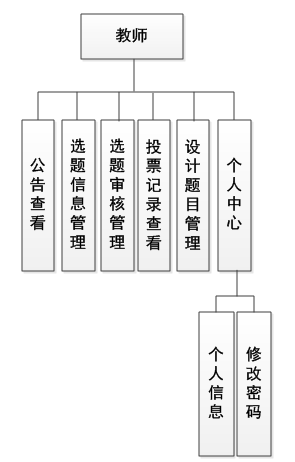 教师
公告查看
选题信息管理
选题审核管理
投票记录查看
设计题目管理
个人中心
个人信息
修改密码